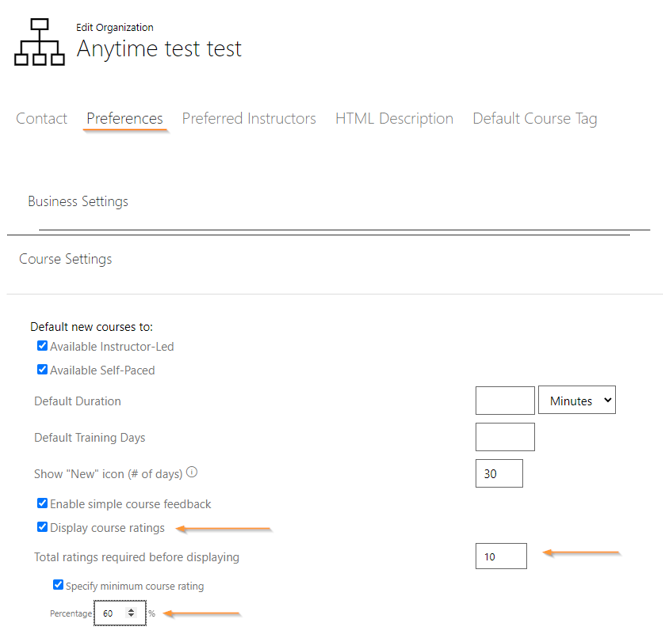 Edit Organization
Anytime test test
Contact Preferences Preferred Instructors HTML Description Default Course Tag
Business Settings
Course Settings
Default new courses to:
Available Instructor-Led
Available Self-Paced
Default Duration Minutes
Default Training Days
Show "New" icon (# of days) 30
Enable simple course feedback
Display course ratings
Total ratings required before displaying 10
Specify minimum course rating
Percentage 60 %